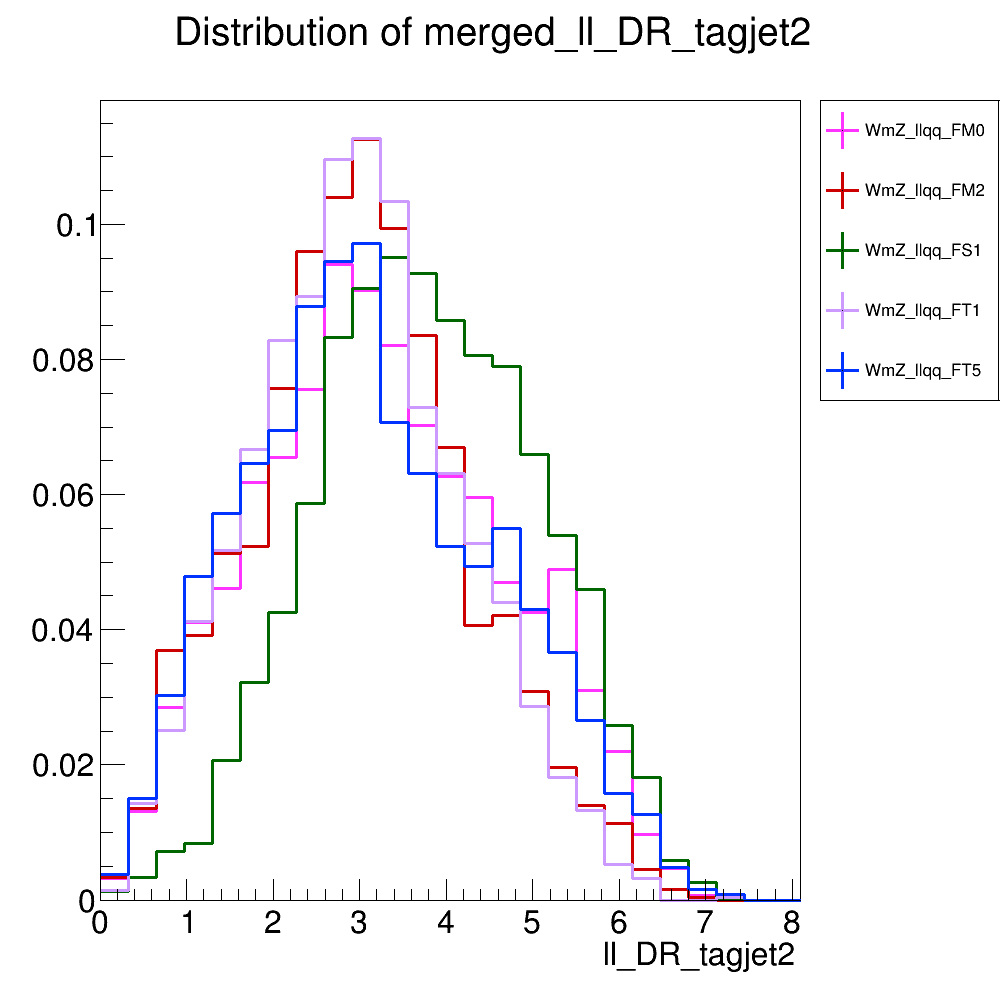 Distribution of merged_ll_DR_tagjet2
WmZ_llqq_FM0
WmZ_llqq_FM2
WmZ_llqq_FS1
WmZ_llqq_FT1
WmZ_llqq_FT5
0.1
0.08
0.06
0.04
0.02
0
0 1 2 3 4 5 6 7 8
ll_DR_tagjet2